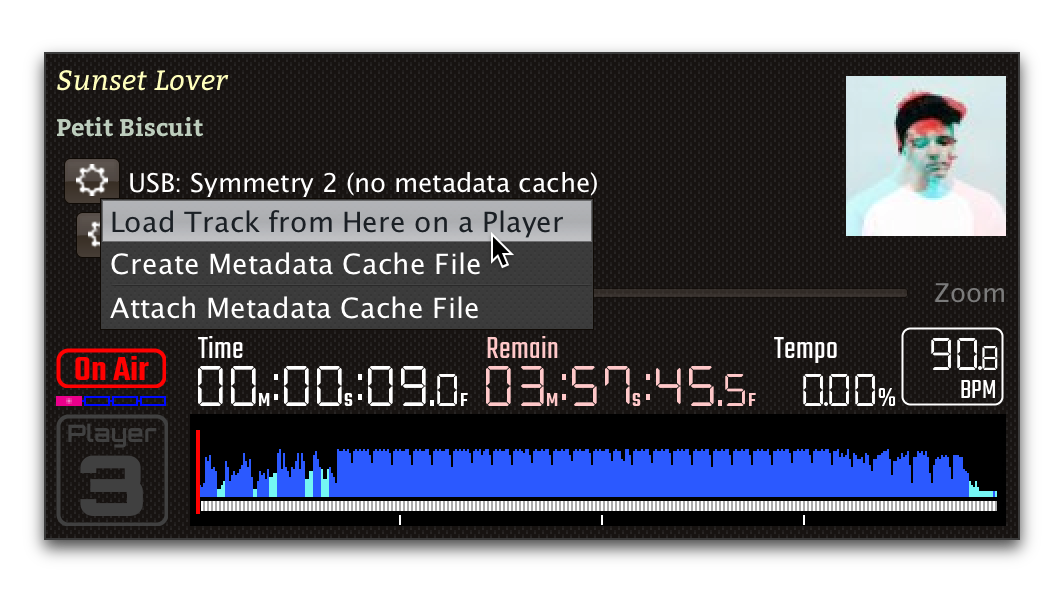 Sunset Lover
Petit Biscuit
USB: Symmetry 2 (no metadata cache)
Load Track from Here on a Player
Create Metadata Cache File
Attach Metadata Cache File
Zoom
On Air
Time
Remain
Tempo
00M:00S:09.0F
03M:57S:45.5F
0.00%
90.8
BPM
Player
3